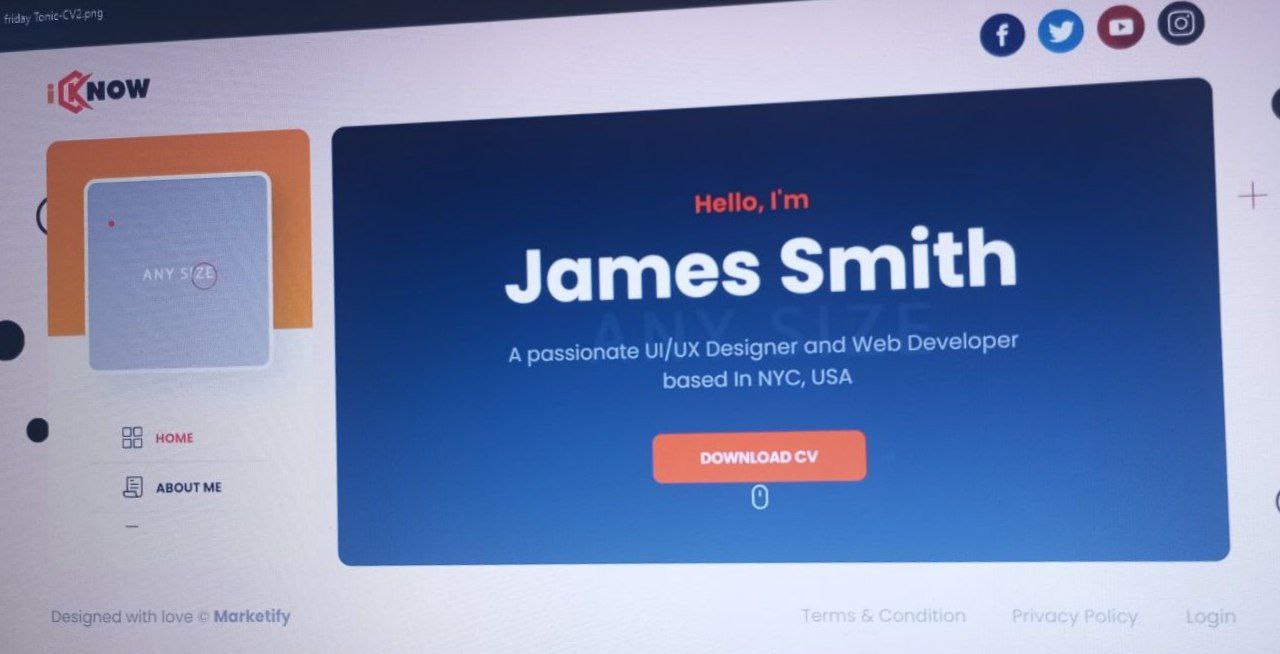 friday Tonic-CV2.png
iKNOW
ANY SIZE
HOME
ABOUT ME
Hello, I'm
James Smith
ANY SIZE
A passionate UI/UX Designer and Web Developer
based In NYC, USA
DOWNLOAD CV
Designed with love © Marketify
Terms & Condition
Privacy Policy
Login